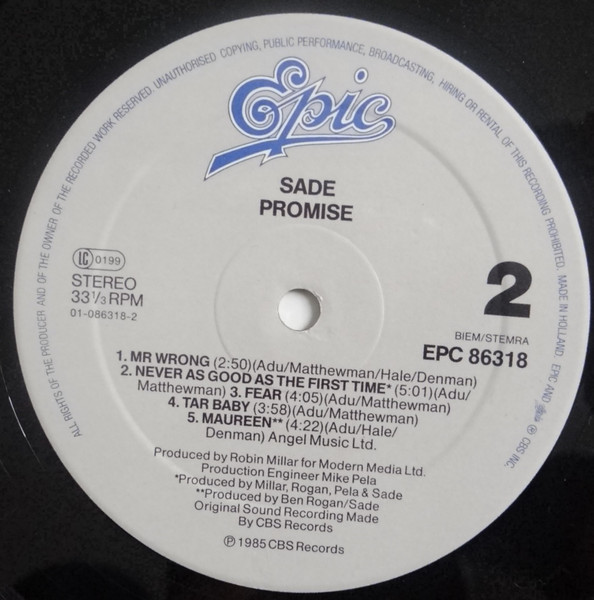 ALL RIGHTS OF THE PRODUCER AND OF THE OWNER OF THE RECORDED WORK RESERVED. UNAUTHORISED COPYING, PUBLIC PERFORMANCE, BROADCASTING, HIRING OR RENTAL OF THIS RECORDING PROHIBITED. MADE IN HOLLAND. EPIC AND Epic ℗ CBS INC.
Epic
SADE
PROMISE
LC 0199
STEREO
33 1/3 RPM
01-086318-2
2
BIEM/STEMRA
EPC 86318
1. MR WRONG (2:50)(Adu/Matthewman/Hale/Denman)
2. NEVER AS GOOD AS THE FIRST TIME* (5:01)(Adu/
Matthewman) 3. FEAR (4:05)(Adu/Matthewman)
4. TAR BABY (3:58)(Adu/Matthewman)
5. MAUREEN** (4:22)(Adu/Hale/
Denman) Angel Music Ltd.
Produced by Robin Millar for Modern Media Ltd.
Production Engineer Mike Pela
*Produced by Millar, Rogan, Pela & Sade
**Produced by Ben Rogan/Sade
Original Sound Recording Made
By CBS Records
℗ 1985 CBS Records